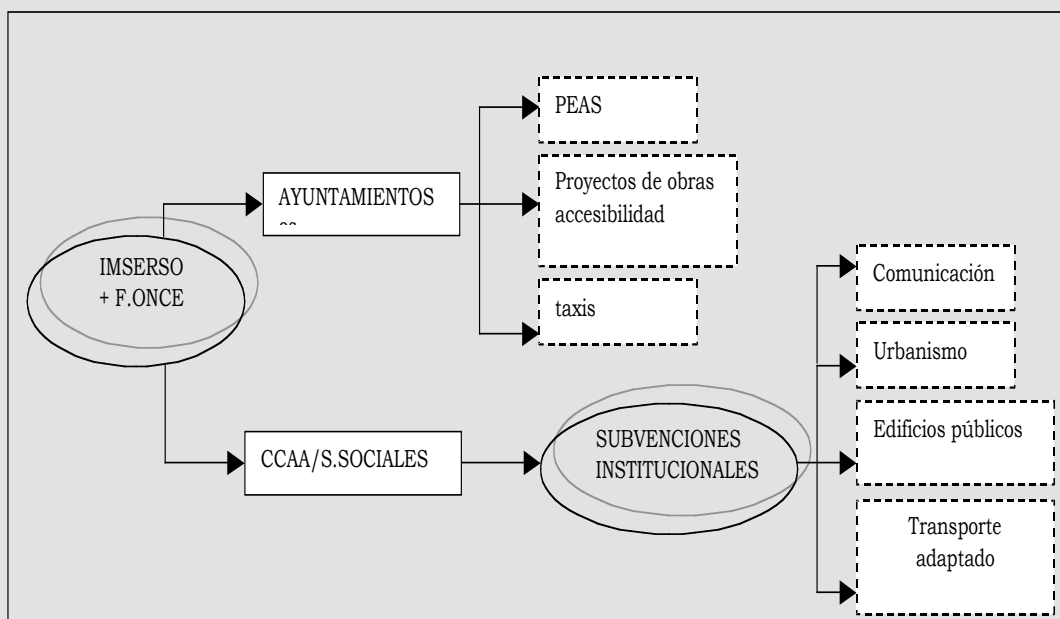 PEAS
Proyectos de obras
accesibilidad
taxis
AYUNTAMIENTOS
IMSERSO
+ F.ONCE
CCAA/S.SOCIALES
SUBVENCIONES
INSTITUCIONALES
Comunicación
Urbanismo
Edificios públicos
Transporte
adaptado